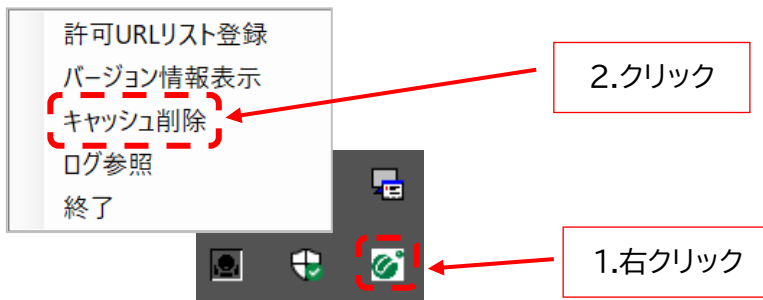 許可URLリスト登録
バージョン情報表示
キャッシュ削除
ログ参照
終了
2.クリック
1.右クリック